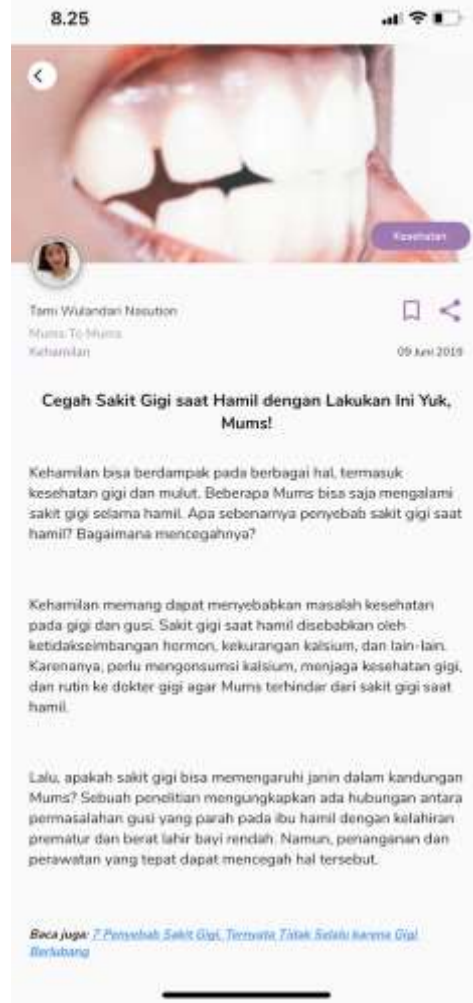 8.25
Kesehatan
Tami Wulandari Nasution
Mums To Mums
Kehamilan
09 Juni 2019
Cegah Sakit Gigi saat Hamil dengan Lakukan Ini Yuk,
Mums!
Kehamilan bisa berdampak pada berbagai hal, termasuk
kesehatan gigi dan mulut. Beberapa Mums bisa saja mengalami
sakit gigi selama hamil. Apa sebenarnya penyebab sakit gigi saat
hamil? Bagaimana mencegahnya?
Kehamilan memang dapat menyebabkan masalah kesehatan
pada gigi dan gusi. Sakit gigi saat hamil disebabkan oleh
ketidakseimbangan hormon, kekurangan kalsium, dan lain-lain.
Karenanya, perlu mengonsumsi kalsium, menjaga kesehatan gigi,
dan rutin ke dokter gigi agar Mums terhindar dari sakit gigi saat
hamil.
Lalu, apakah sakit gigi bisa memengaruhi janin dalam kandungan
Mums? Sebuah penelitian mengungkapkan ada hubungan antara
permasalahan gusi yang parah pada ibu hamil dengan kelahiran
prematur dan berat lahir bayi rendah. Namun, penanganan dan
perawatan yang tepat dapat mencegah hal tersebut.
Baca juga: 7 Penyebab Sakit Gigi, Ternyata Tidak Selalu karena Gigi
Berlubang